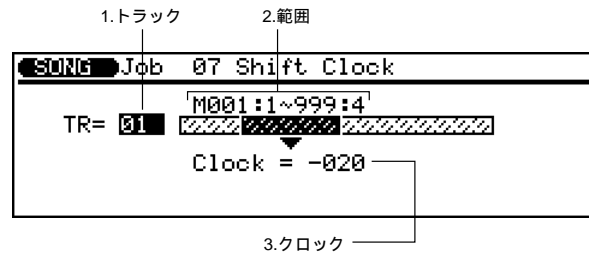 1.トラック 2.範囲
SONG Job 07 Shift Clock
M001:1~999:4
TR= 01
Clock = -020
3.クロック